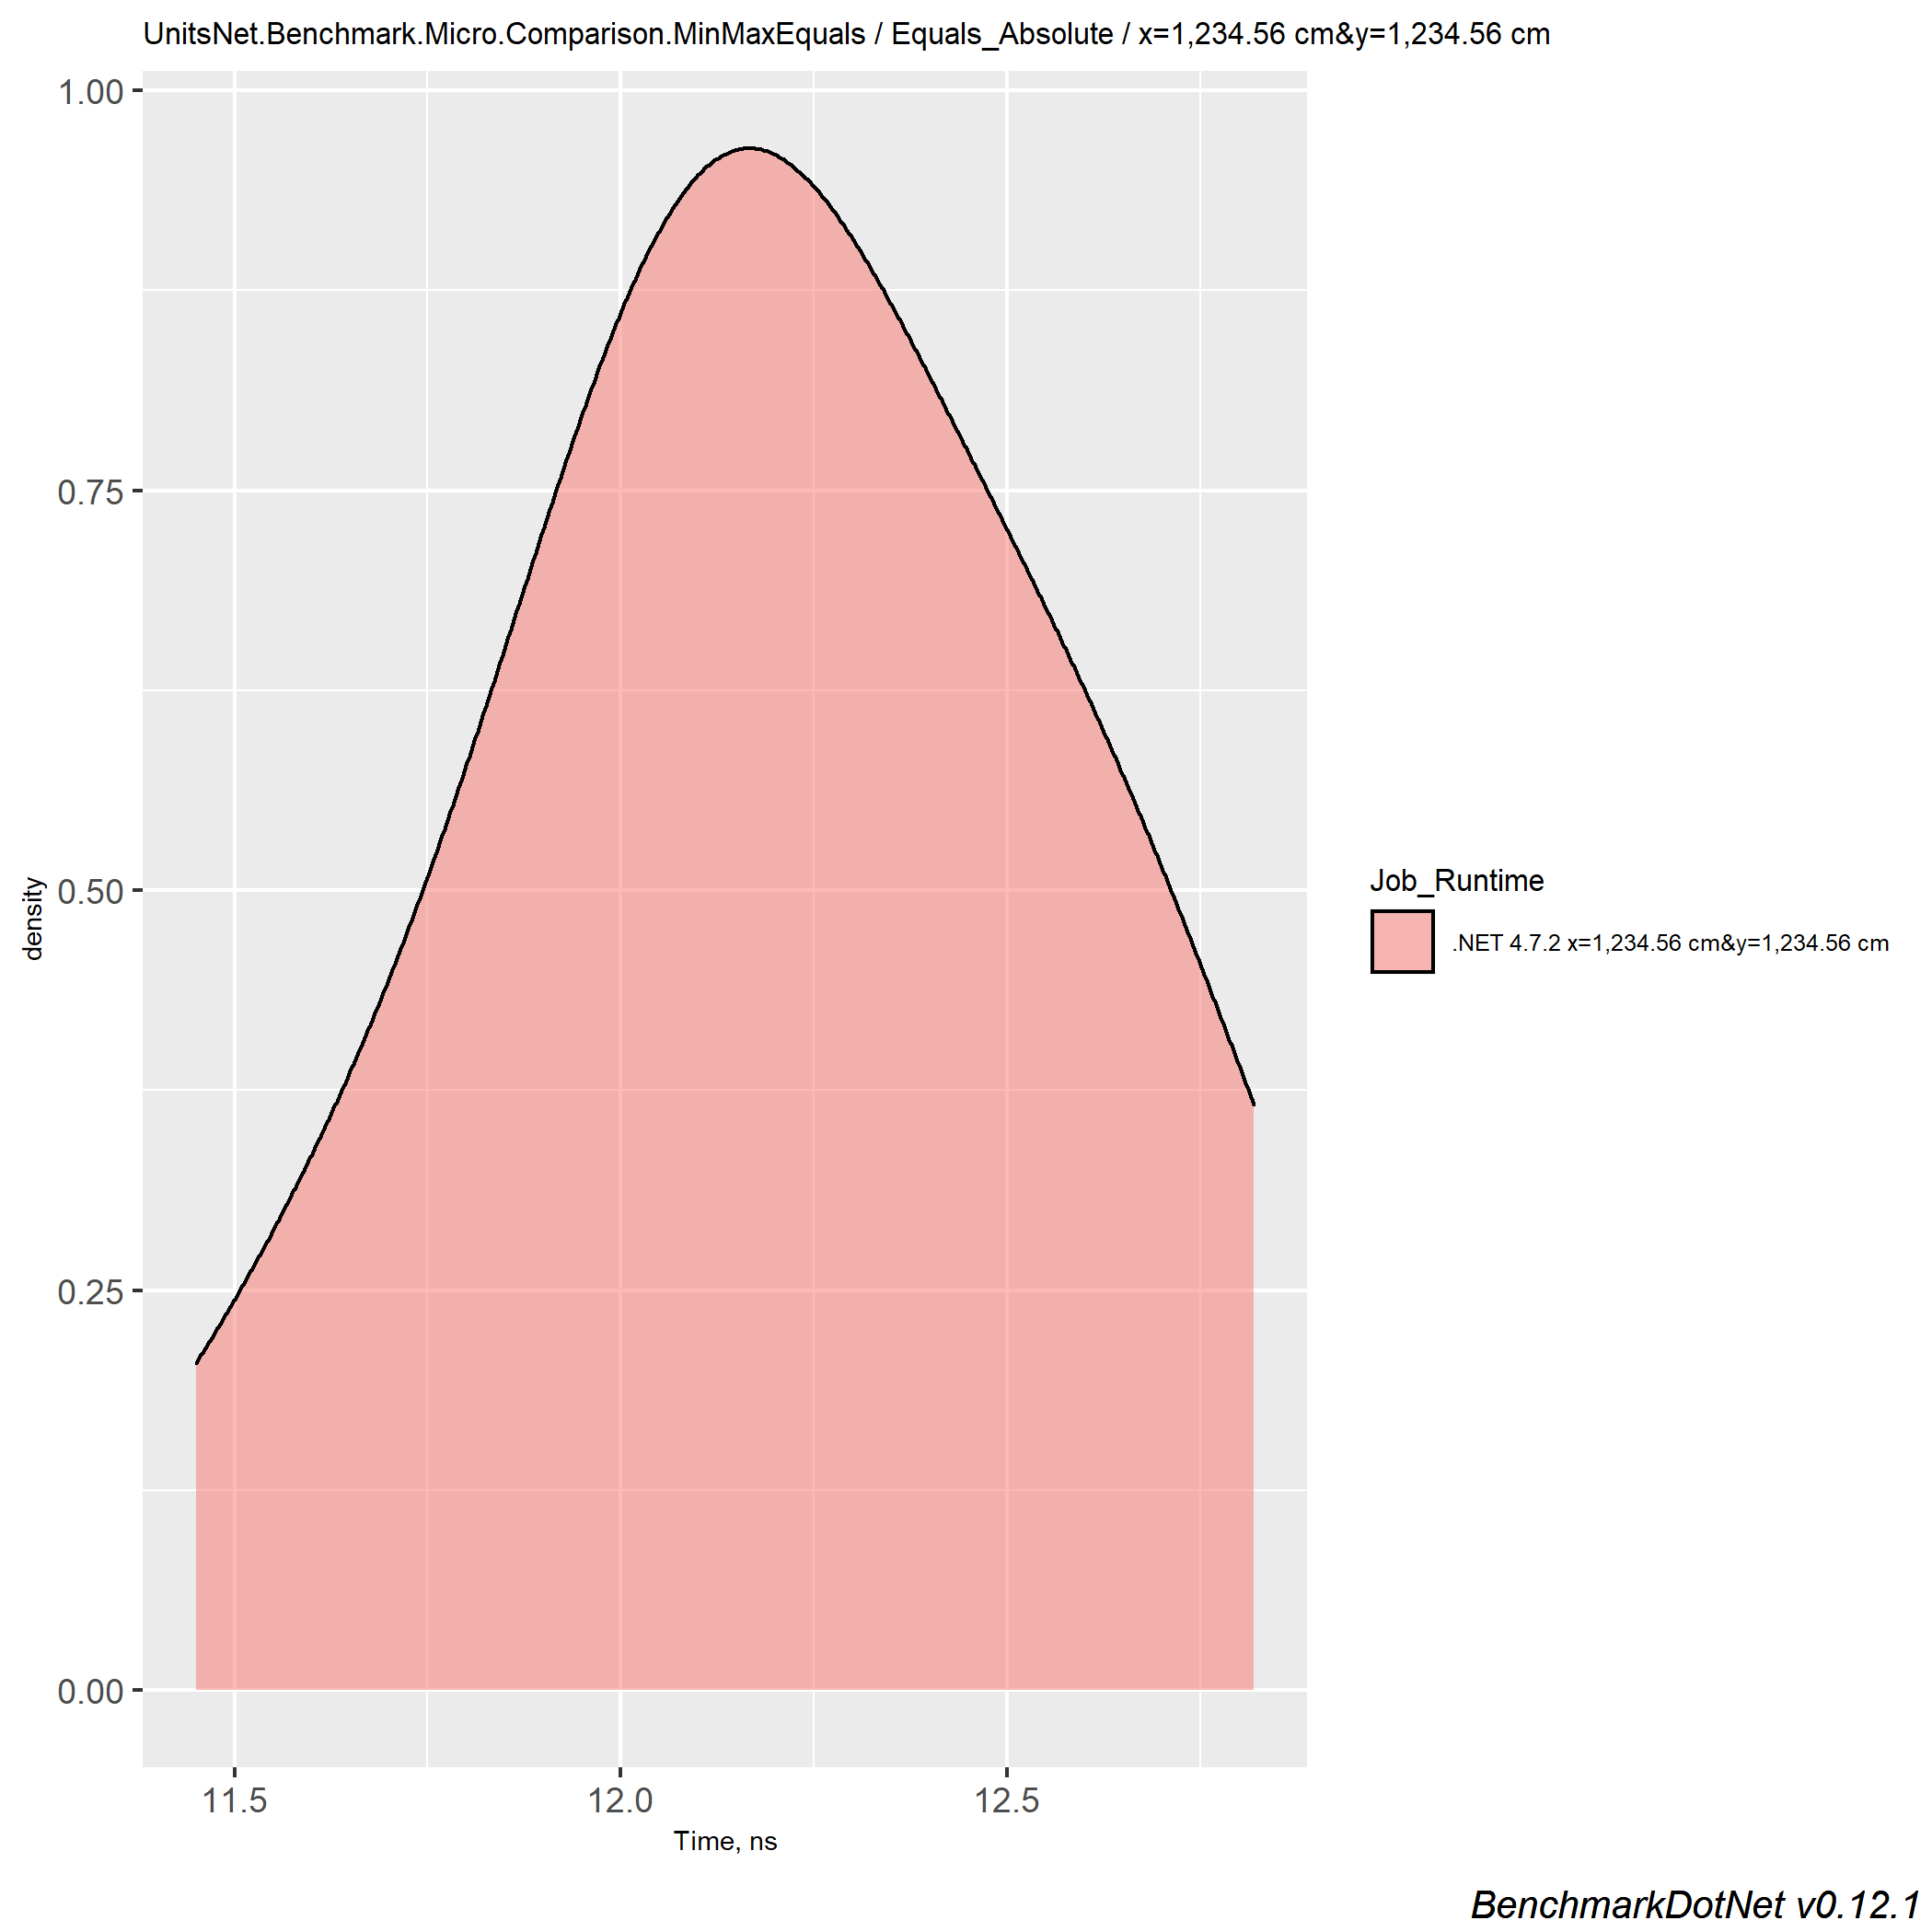 UnitsNet.Benchmark.Micro.Comparison.MinMaxEquals / Equals_Absolute / x=1,234.56 cm&y=1,234.56 cm
1.00
0.75
0.50
0.25
0.00
density
11.5 12.0 12.5
Time, ns
Job_Runtime
.NET 4.7.2 x=1,234.56 cm&y=1,234.56 cm
BenchmarkDotNet v0.12.1